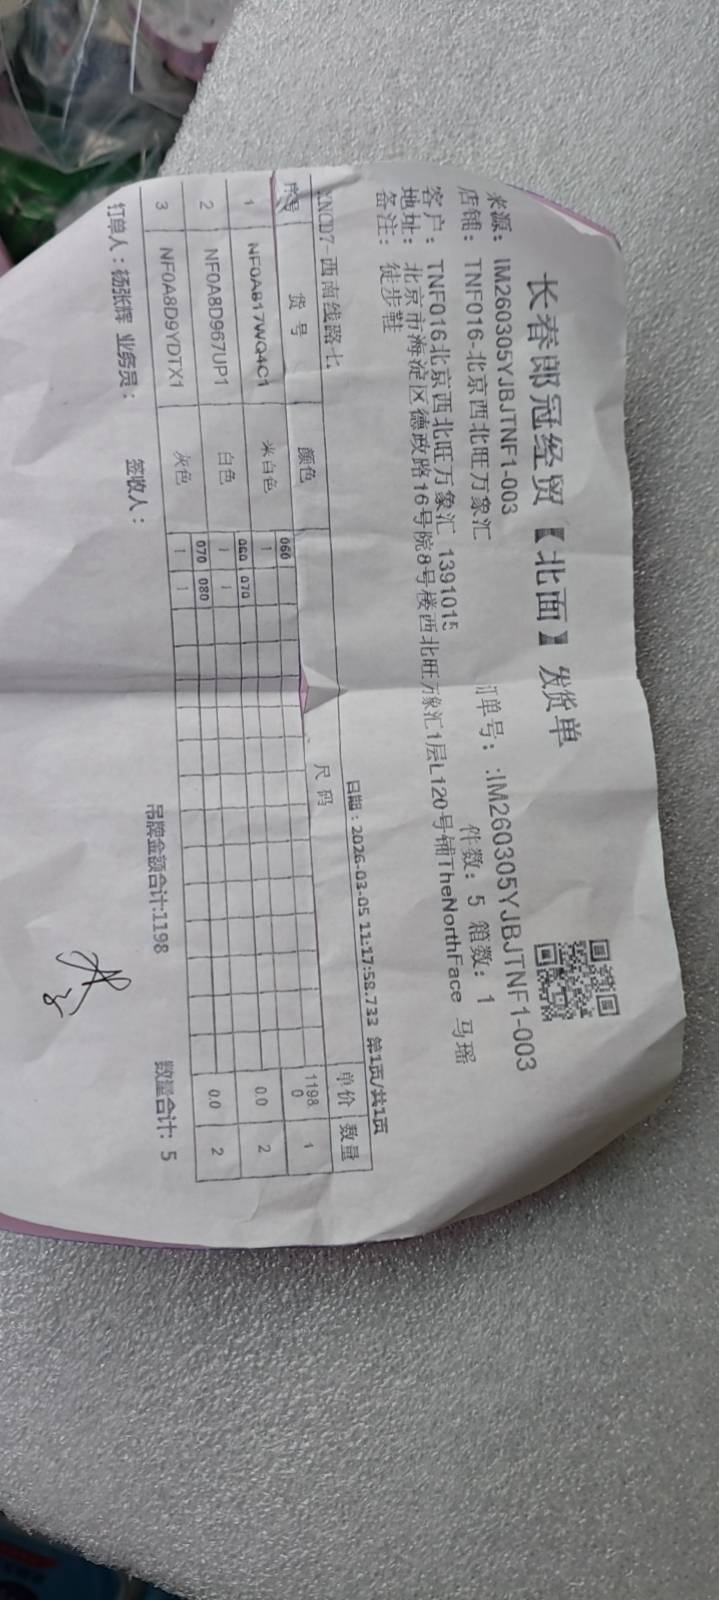 长春郎冠经贸【北面】发货单
来源：IM260305YJBJTNF1-003 订单号：:IM260305YJBJTNF1-003
店铺：TNF016-北京西北旺万象汇 件数：5 箱数：1
客户：TNF016北京西北旺万象汇 1391015 马瑶
地址：北京市海淀区德政路16号院8号楼西北旺万象汇1层L120号铺TheNorthFace
备注：徒步鞋
日期：2026-03-05 11:17:58.733 第1页/共1页
CNCD7-西南线路七
序号 货号 颜色 尺码 单价 数量
060
1 NF0A817WQ4C1 米白色 1 1198.0 1
060 070
2 NF0A8D967UP1 白色 1 1 0.0 2
070 080
3 NF0A8D9YDTX1 灰色 1 1 0.0 2
吊牌金额合计:1198 数量合计: 5
钉单人：杨张辉 业务员： 签收人：